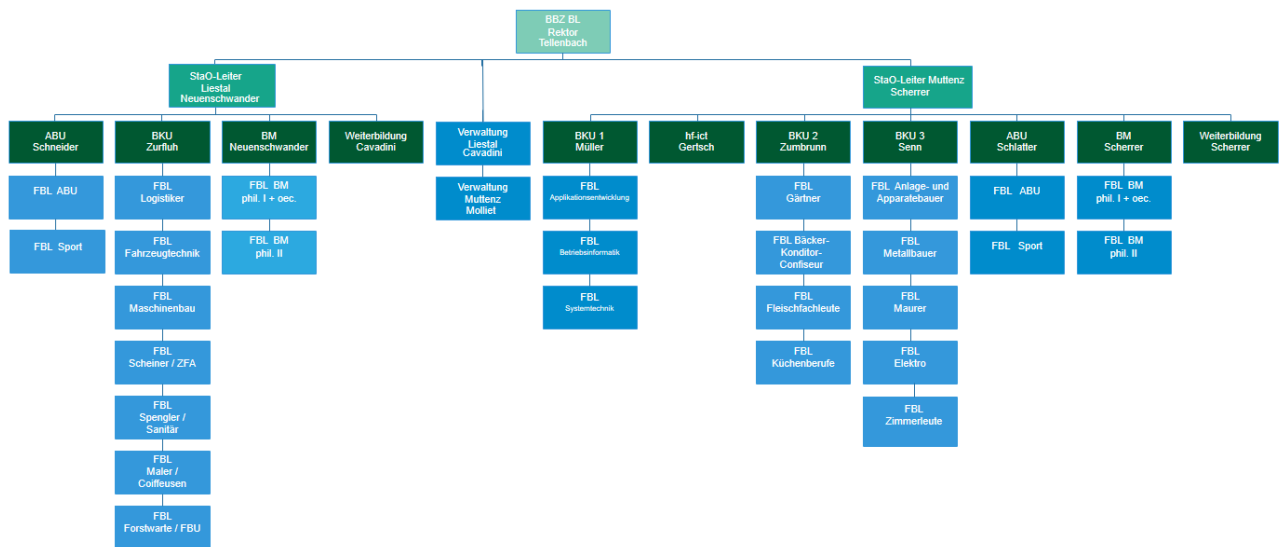 BBZ BL
Rektor
Tellenbach
StaO-Leiter
Liestal
Neuenschwander
StaO-Leiter Muttenz
Scherrer
ABU
Schneider
FBL ABU
FBL Sport
BKU
Zurfluh
FBL
Logistiker
FBL
Fahrzeugtechnik
FBL
Maschinenbau
FBL
Scheiner / ZFA
FBL
Spengler /
Sanitär
FBL
Maler /
Coiffeusen
FBL
Forstwarte / FBU
BM
Neuenschwander
FBL BM
phil. I + oec.
FBL BM
phil. II
Weiterbildung
Cavadini
Verwaltung
Liestal
Cavadini
Verwaltung
Muttenz
Molliet
BKU 1
Müller
FBL
Applikationsentwicklung
FBL
Betriebsinformatik
FBL
Systemtechnik
hf-ict
Gertsch
BKU 2
Zumbrunn
FBL
Gärtner
FBL Bäcker-
Konditor-
Confiseur
FBL
Fleischfachleute
FBL
Küchenberufe
BKU 3
Senn
FBL Anlage- und
Apparatebauer
FBL
Metallbauer
FBL
Maurer
FBL
Elektro
FBL
Zimmerleute
ABU
Schlatter
FBL ABU
FBL Sport
BM
Scherrer
FBL BM
phil. I + oec.
FBL BM
phil. II
Weiterbildung
Scherrer